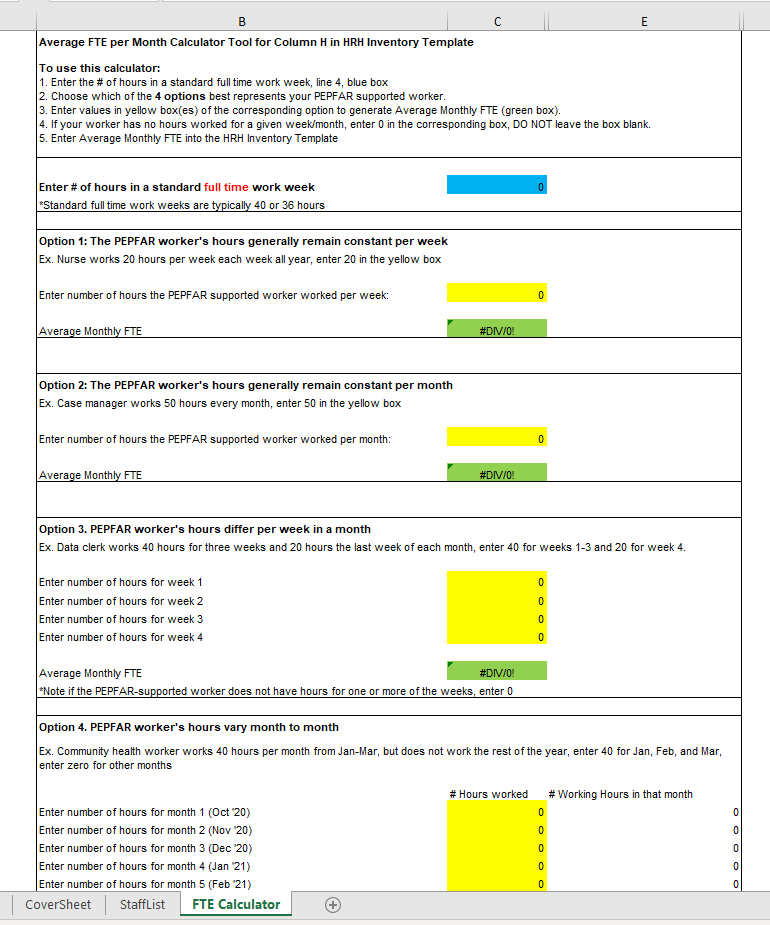 B C E
Average FTE per Month Calculator Tool for Column H in HRH Inventory Template
To use this calculator:
1. Enter the # of hours in a standard full time work week, line 4, blue box
2. Choose which of the 4 options best represents your PEPFAR supported worker.
3. Enter values in yellow box(es) of the corresponding option to generate Average Monthly FTE (green box).
4. If your worker has no hours worked for a given week/month, enter 0 in the corresponding box, DO NOT leave the box blank.
5. Enter Average Monthly FTE into the HRH Inventory Template
Enter # of hours in a standard full time work week 0
*Standard full time work weeks are typically 40 or 36 hours
Option 1: The PEPFAR worker's hours generally remain constant per week
Ex. Nurse works 20 hours per week each week all year, enter 20 in the yellow box
Enter number of hours the PEPFAR supported worker worked per week: 0
Average Monthly FTE #DIV/0!
Option 2: The PEPFAR worker's hours generally remain constant per month
Ex. Case manager works 50 hours every month, enter 50 in the yellow box
Enter number of hours the PEPFAR supported worker worked per month: 0
Average Monthly FTE #DIV/0!
Option 3. PEPFAR worker's hours differ per week in a month
Ex. Data clerk works 40 hours for three weeks and 20 hours the last week of each month, enter 40 for weeks 1-3 and 20 for week 4.
Enter number of hours for week 1 0
Enter number of hours for week 2 0
Enter number of hours for week 3 0
Enter number of hours for week 4 0
Average Monthly FTE #DIV/0!
*Note if the PEPFAR-supported worker does not have hours for one or more of the weeks, enter 0
Option 4. PEPFAR worker's hours vary month to month
Ex. Community health worker works 40 hours per month from Jan-Mar, but does not work the rest of the year, enter 40 for Jan, Feb, and Mar,
enter zero for other months
# Hours worked # Working Hours in that month
Enter number of hours for month 1 (Oct '20) 0 0
Enter number of hours for month 2 (Nov '20) 0 0
Enter number of hours for month 3 (Dec '20) 0 0
Enter number of hours for month 4 (Jan '21) 0 0
Enter number of hours for month 5 (Feb '21) 0 0
CoverSheet StaffList FTE Calculator